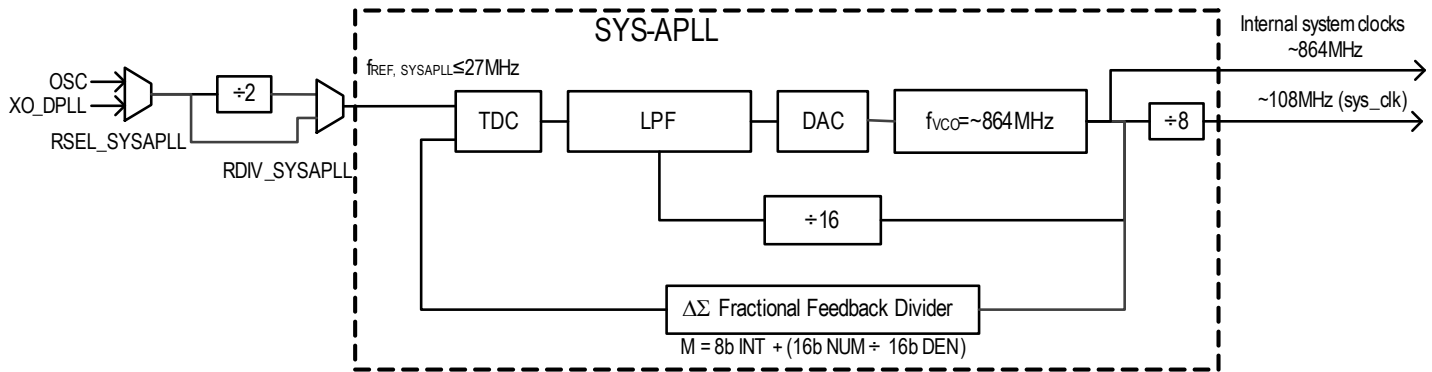 SYS-APLL
Internal system clocks
~864MHz
OSC
XO_DPLL
RSEL_SYSAPLL
÷2
RDIV_SYSAPLL
fREF, SYSAPLL≤27MHz
TDC
LPF
DAC
fVCO=~864MHz
÷8
~108MHz (sys_clk)
÷16
ΔΣ Fractional Feedback Divider
M = 8b INT + (16b NUM ÷ 16b DEN)